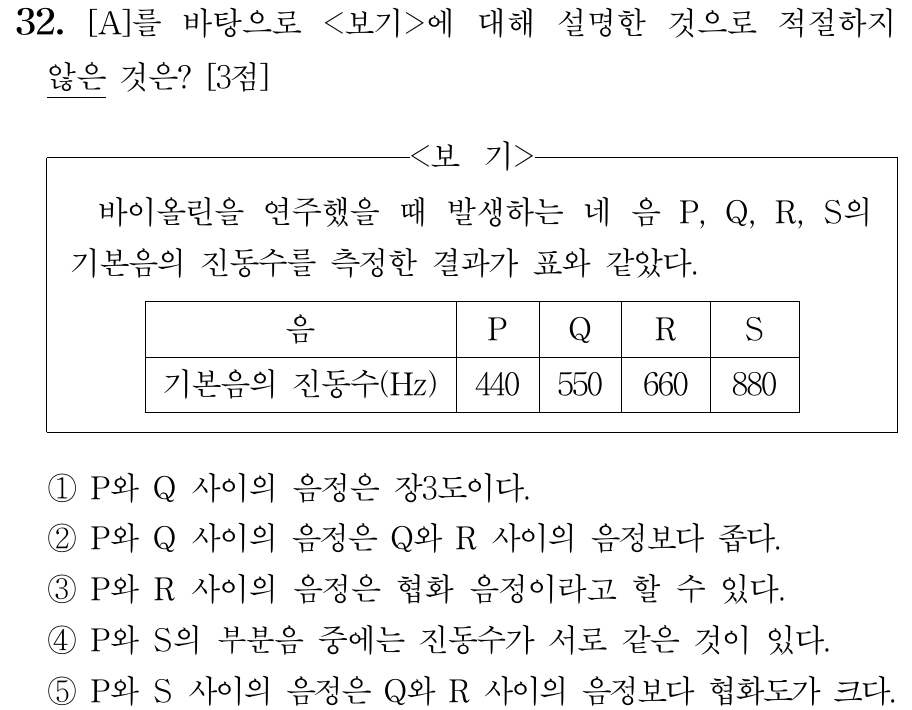 32. [A]를 바탕으로 <보기>에 대해 설명한 것으로 적절하지
않은 것은? [3점]
<보 기>
바이올린을 연주했을 때 발생하는 네 음 P, Q, R, S의
기본음의 진동수를 측정한 결과가 표와 같았다.
음 P Q R S
기본음의 진동수(Hz) 440 550 660 880
① P와 Q 사이의 음정은 장3도이다.
② P와 Q 사이의 음정은 Q와 R 사이의 음정보다 좁다.
③ P와 R 사이의 음정은 협화 음정이라고 할 수 있다.
④ P와 S의 부분음 중에는 진동수가 서로 같은 것이 있다.
⑤ P와 S 사이의 음정은 Q와 R 사이의 음정보다 협화도가 크다.